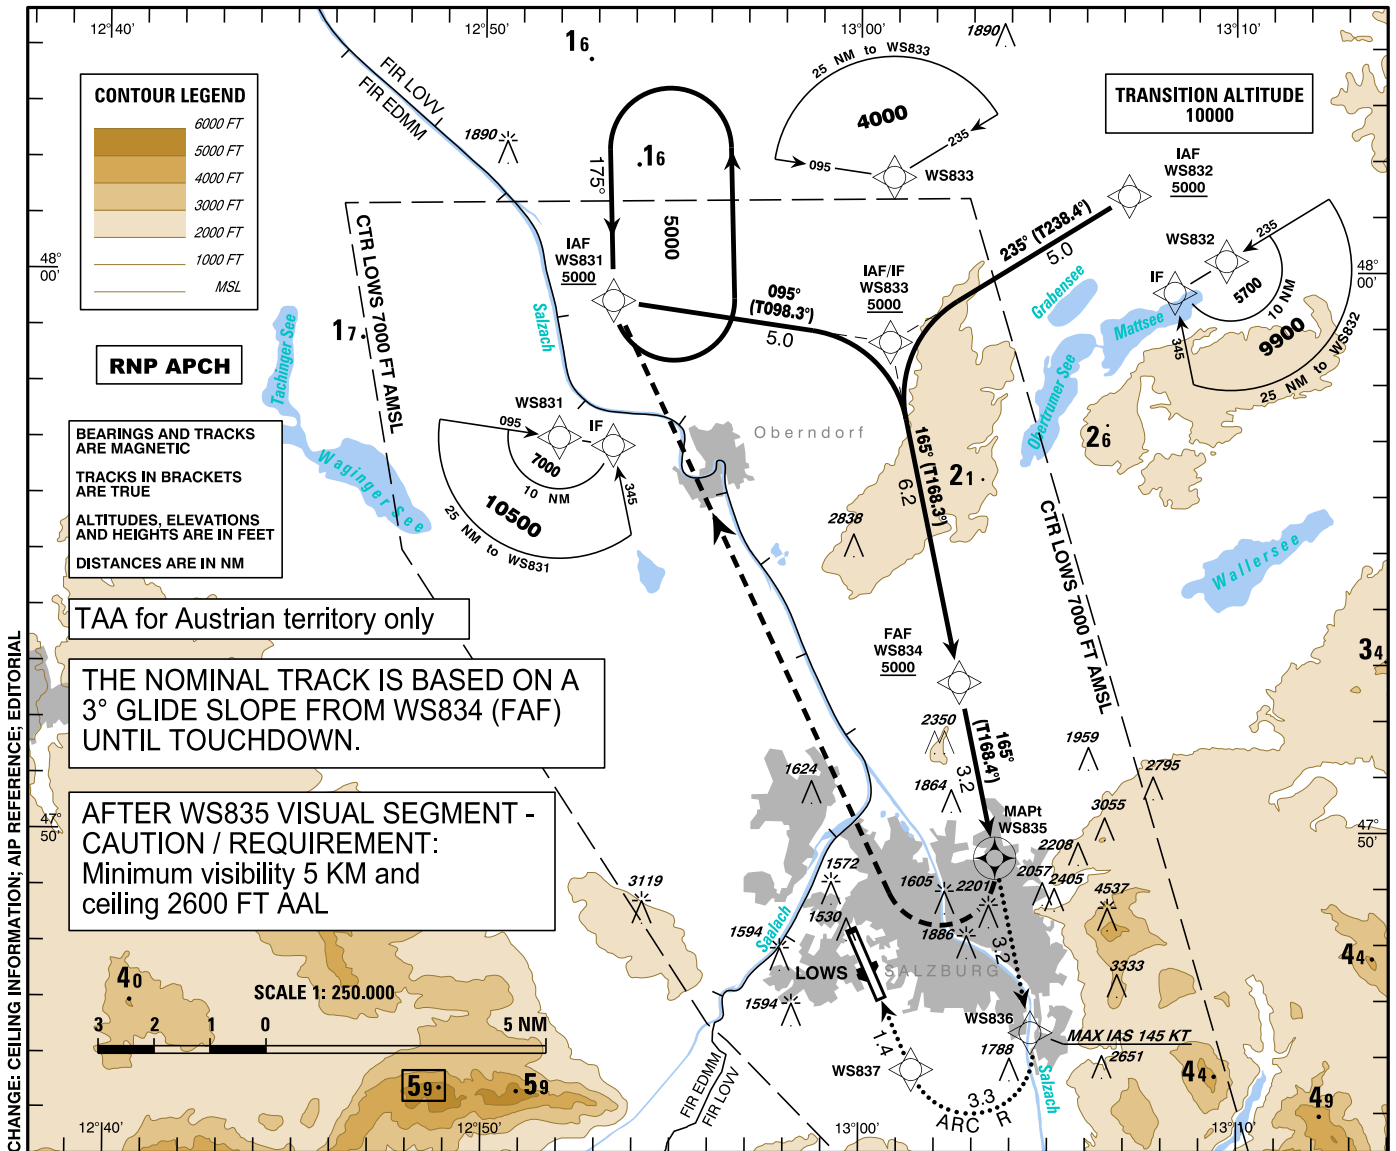 12°40'
12°50'
13°00'
13°10'
1890
16
FIR LOVV
FIR EDMM
25 NM to WS833
4000
095
235
WS833
CONTOUR LEGEND
6000 FT
5000 FT
4000 FT
3000 FT
2000 FT
1000 FT
MSL
TRANSITION ALTITUDE
10000
1890
.16
175°
5000
IAF
WS832
5000
IAF
WS831
5000
CTR LOWS 7000 FT AMSL
235° (T238.4°)
5.0
WS832
235
IF
5700
10 NM
9900
25 NM to WS832
345
48°
00'
48°
00'
IAF/IF
WS833
5000
095°
(T098.3°)
5.0
Grabensee
Mattsee
Obertrumer See
Salzach
Tachinger See
17
RNP APCH
BEARINGS AND TRACKS
ARE MAGNETIC
TRACKS IN BRACKETS
ARE TRUE
ALTITUDES, ELEVATIONS
AND HEIGHTS ARE IN FEET
DISTANCES ARE IN NM
Waginger See
WS831
095
IF
7000
10 NM
10500
25 NM to WS831
345
Oberndorf
165° (T168.3°)
6.2
21
26
2838
CTR LOWS 7000 FT AMSL
Wallersee
TAA for Austrian territory only
THE NOMINAL TRACK IS BASED ON A
3° GLIDE SLOPE FROM WS834 (FAF)
UNTIL TOUCHDOWN.
FAF
WS834
5000
34
2350
165°
(T168.4°)
3.2
1959
2795
1624
1864
MAPt
WS835
3055
2208
47°
50'
47°
50'
AFTER WS835 VISUAL SEGMENT -
CAUTION / REQUIREMENT:
Minimum visibility 5 KM and
ceiling 2600 FT AAL
3119
1572
1605
2201
2057
2405
4537
1530
Saalach
1594
1886
3.2
LOWS
SALZBURG
3333
44
40
SCALE 1: 250.000
3
2
1
0
5 NM
1594
WS836
MAX IAS 145 KT
1.4
WS837
1788
2651
44
59
59
3.3
ARC R
Salzach
49
FIR EDMM
FIR LOVV
12°40'
12°50'
13°00'
13°10'
CHANGE: CEILING INFORMATION; AIP REFERENCE; EDITORIAL